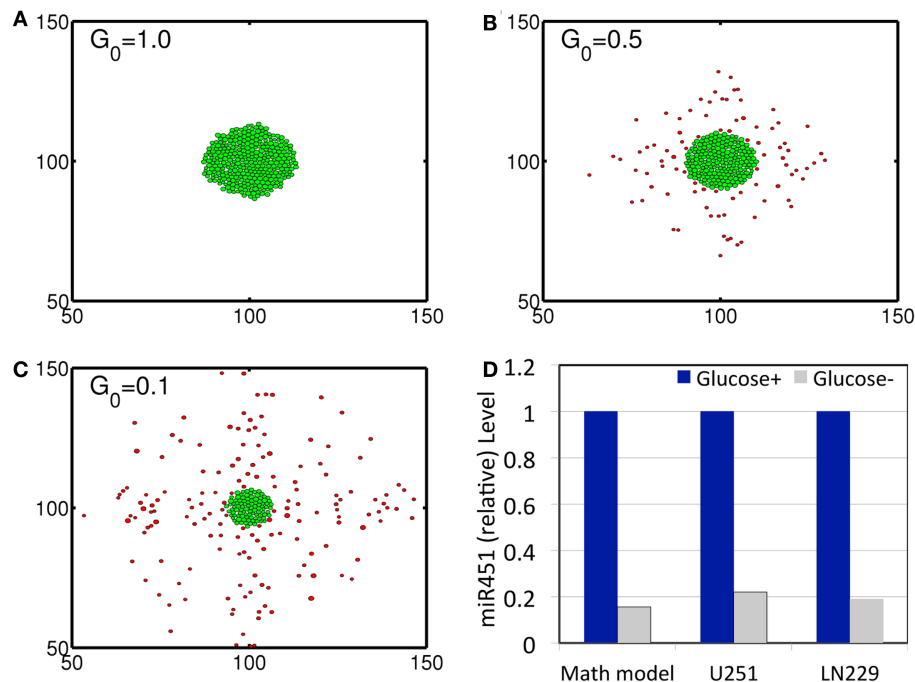 A
150
G₀=1.0
100
50
50
100
150
B
150
G₀=0.5
100
50
50
100
150
C
150
G₀=0.1
100
50
50
100
150
D
1.2
Glucose+
Glucose-
1
0.8
0.6
0.4
0.2
0
miR451 (relative) Level
Math model
U251
LN229